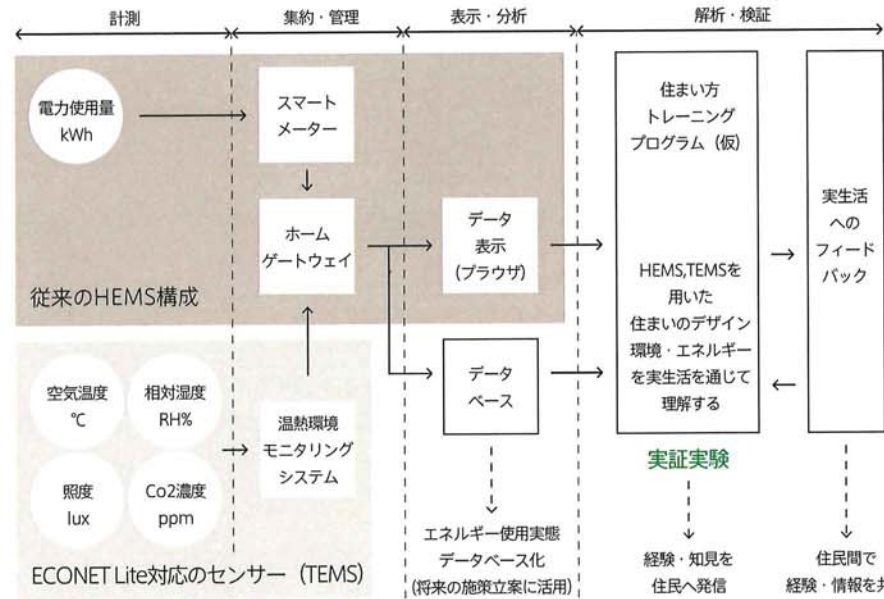 計測
集約・管理
表示・分析
解析・検証
電力使用量
kWh
スマート
メーター
ホーム
ゲートウェイ
従来のHEMS構成
データ
表示
(ブラウザ)
データ
ベース
住まい方
トレーニング
プログラム（仮）
HEMS,TEMSを
用いた
住まいのデザイン
環境・エネルギー
を実生活を通じて
理解する
実生活
への
フィード
バック
空気温度
℃
相対湿度
RH%
照度
lux
Co2濃度
ppm
温熱環境
モニタリング
システム
ECONET Lite対応のセンサー（TEMS）
実証実験
エネルギー使用実態
データベース化
(将来の施策立案に活用)
経験・知見を
住民へ発信
住民間で
経験・情報を共